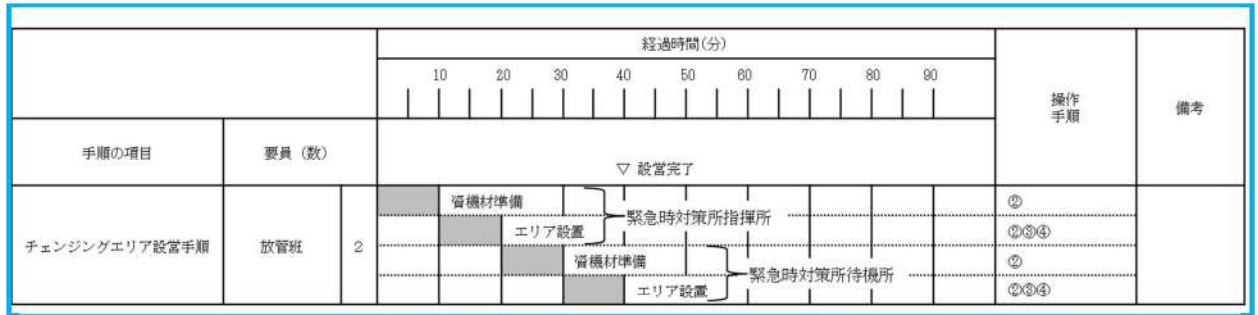 経過時間(分)
10 20 30 40 50 60 70 80 90
操作
手順
備考
手順の項目 要員（数）
▽ 設営完了
チェンジングエリア設営手順 放管班 2
資機材準備 ②
緊急時対策所指揮所
エリア設置 ②③④
資機材準備 ②
緊急時対策所待機所
エリア設置 ②③④